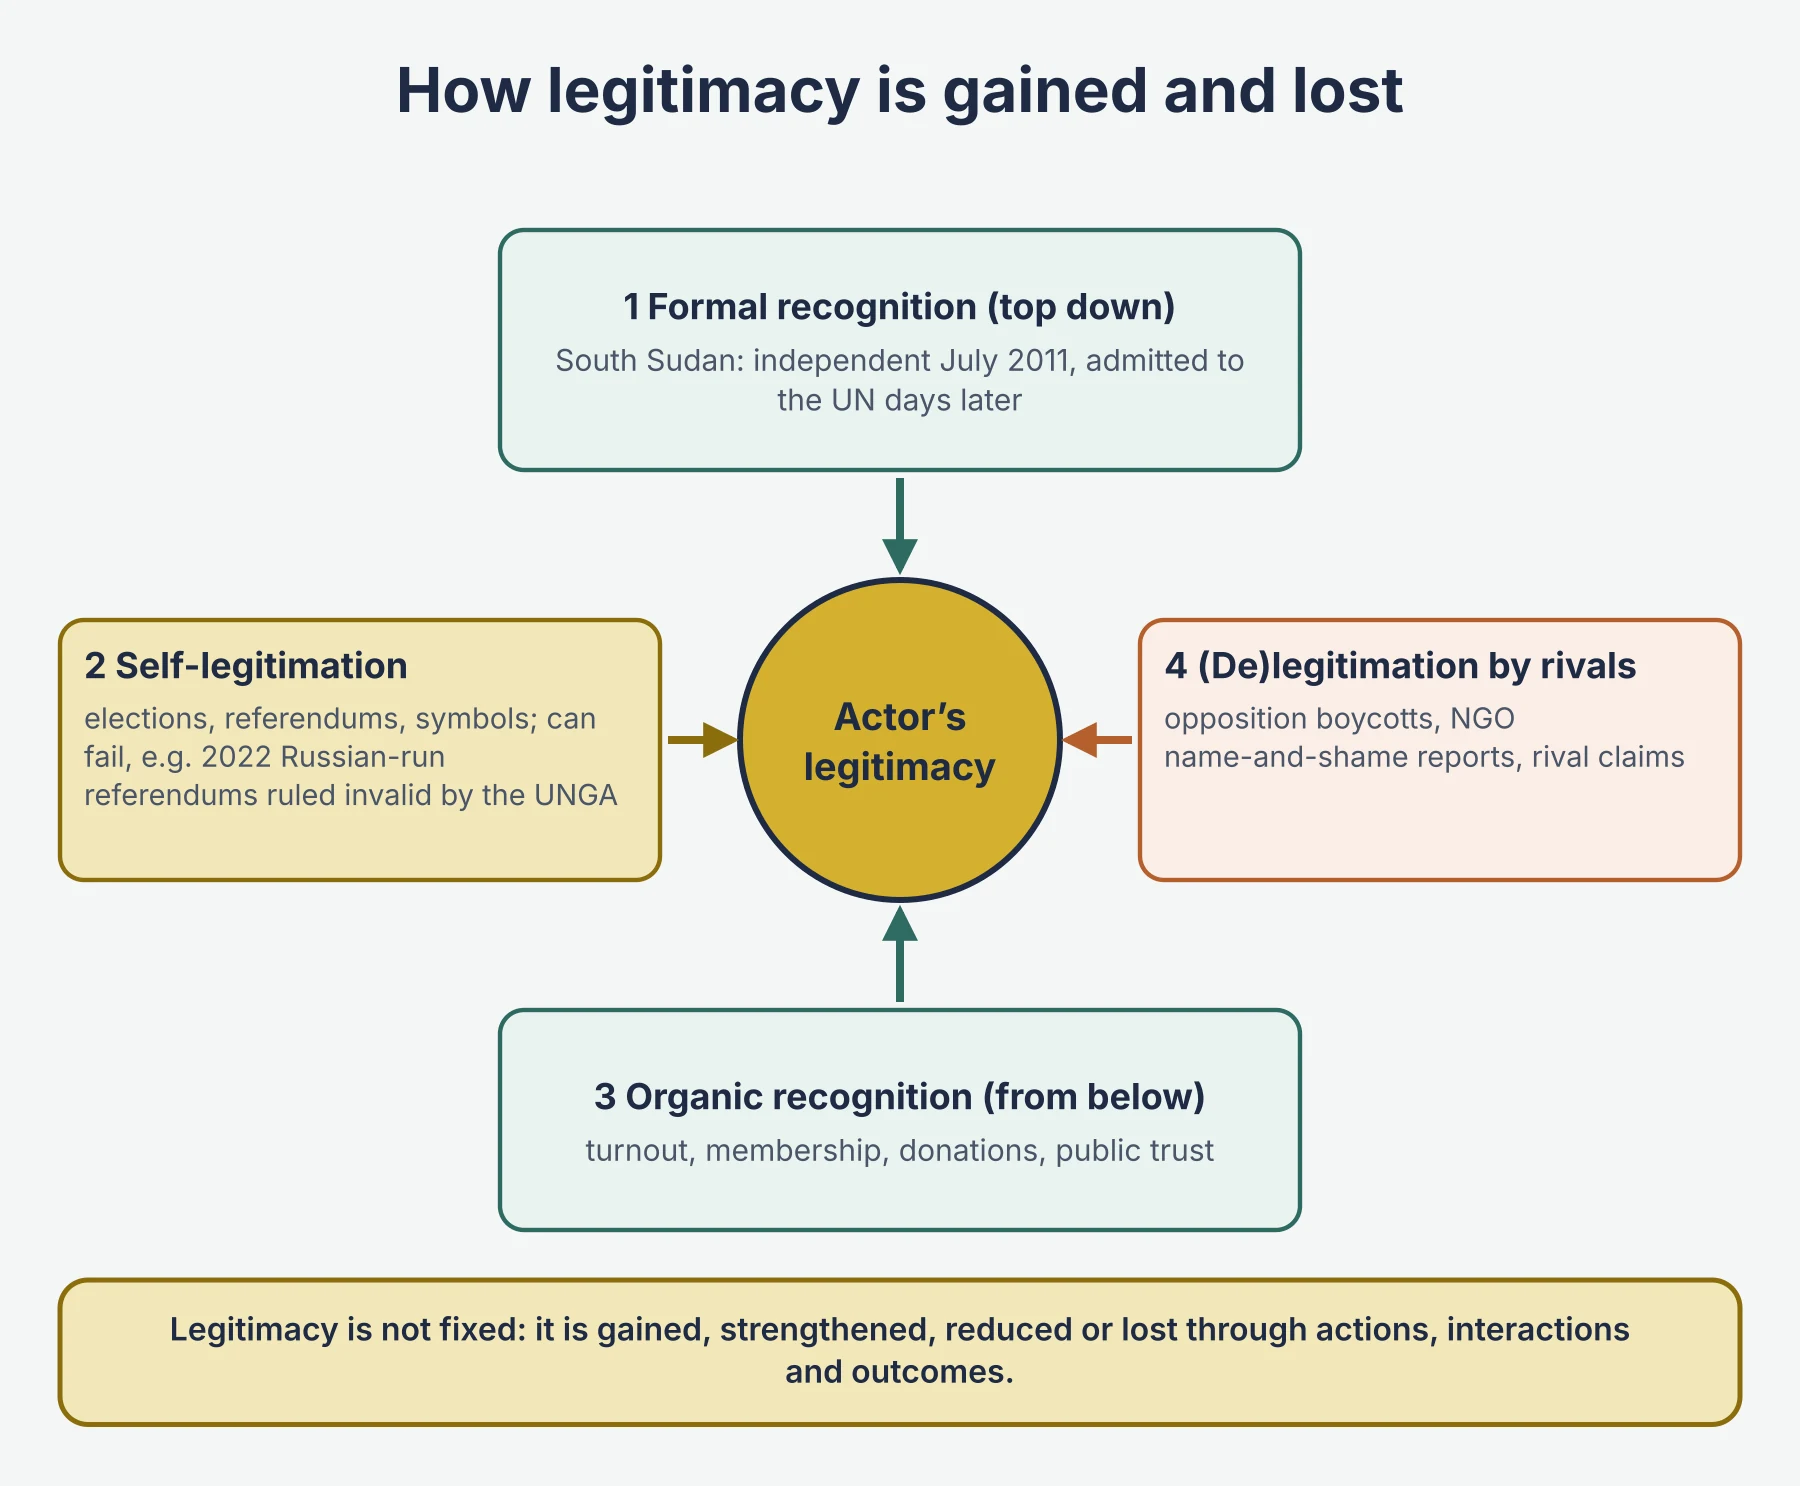 How legitimacy is gained and lost
1 Formal recognition (top down)
South Sudan: independent July 2011, admitted to
the UN days later
2 Self-legitimation
elections, referendums, symbols; can
fail, e.g. 2022 Russian-run
referendums ruled invalid by the UNGA
Actor’s
legitimacy
4 (De)legitimation by rivals
opposition boycotts, NGO
name-and-shame reports, rival claims
3 Organic recognition (from below)
turnout, membership, donations, public trust
Legitimacy is not fixed: it is gained, strengthened, reduced or lost through actions, interactions
and outcomes.